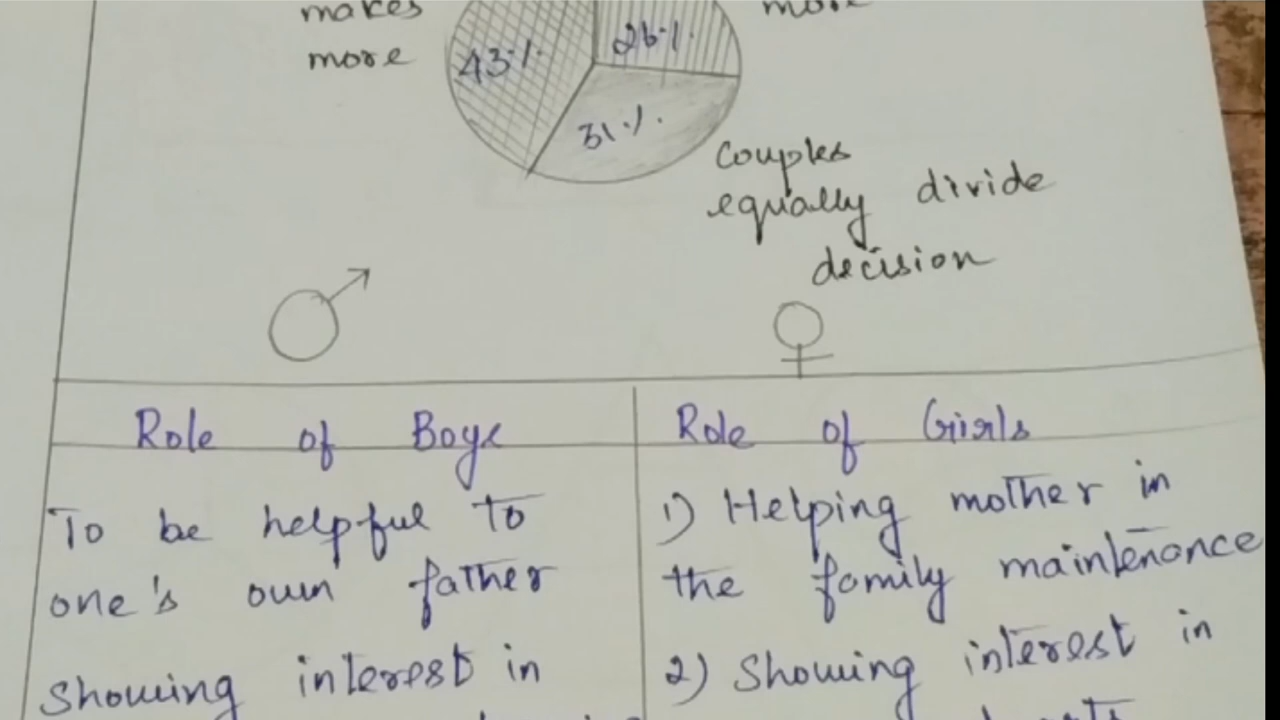 makes
more
43%
26%
more
31%
Couples
equally divide
decision
Role of Boys
Role of Girls
To be helpful to
one's own father
Showing interest in
1) Helping mother in
the family maintenance
2) Showing interest in